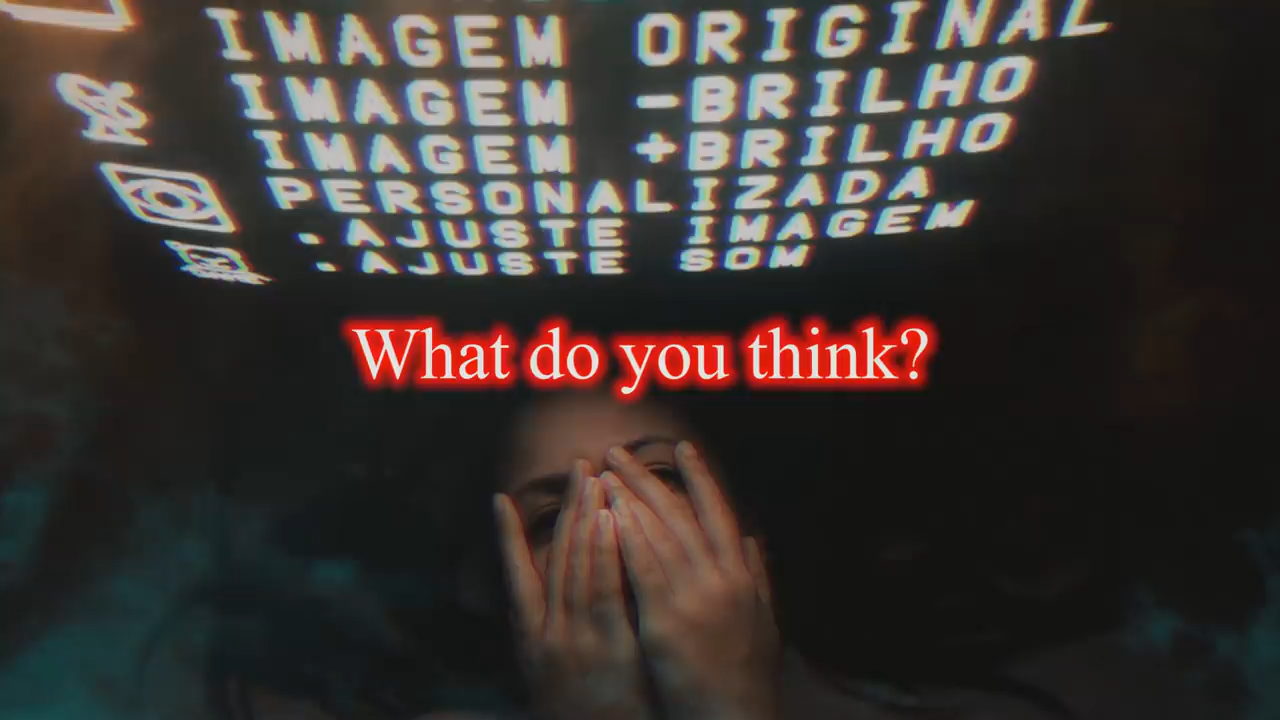 IMAGEM ORIGINAL
IMAGEM -BRILHO
IMAGEM +BRILHO
PERSONALIZADA
.AJUSTE IMAGEM
.AJUSTE SOM
What do you think?